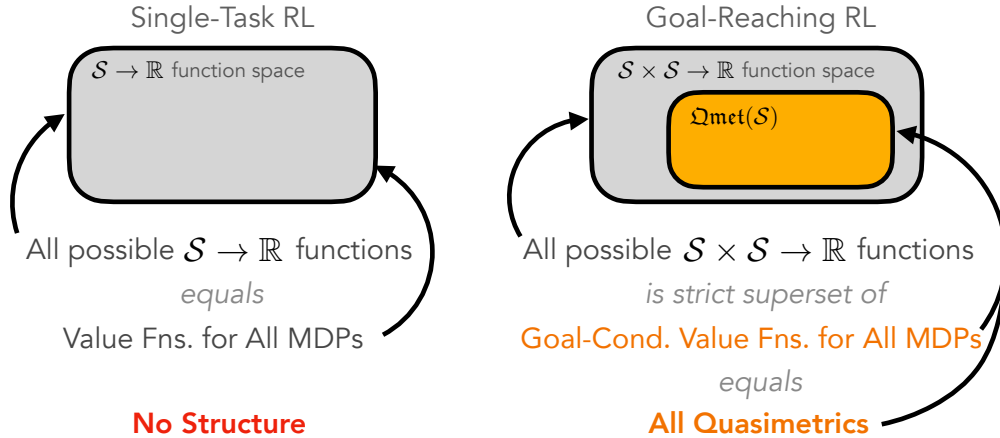 Single-Task RL
𝒮 → ℝ function space
All possible 𝒮 → ℝ functions
equals
Value Fns. for All MDPs
No Structure
Goal-Reaching RL
𝒮 × 𝒮 → ℝ function space
𝔔𝔪𝔢𝔱(𝒮)
All possible 𝒮 × 𝒮 → ℝ functions
is strict superset of
Goal-Cond. Value Fns. for All MDPs
equals
All Quasimetrics